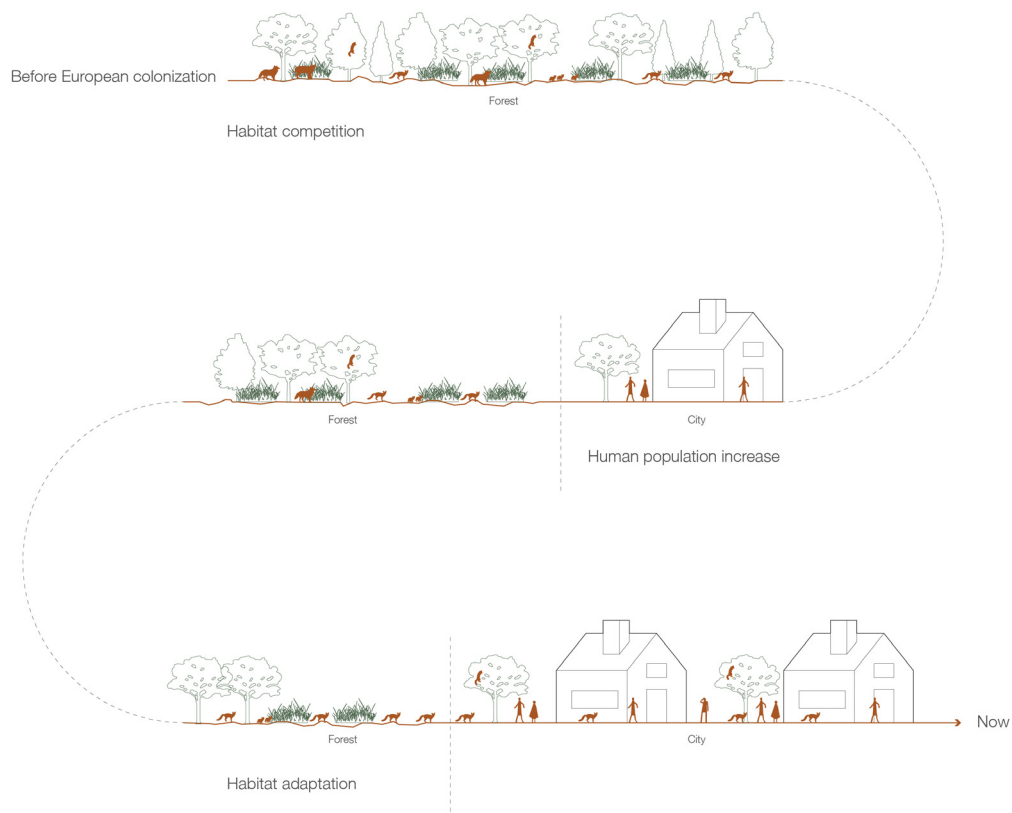 Before European colonization
Forest
Habitat competition
Forest
City
Human population increase
Now
Forest
City
Habitat adaptation